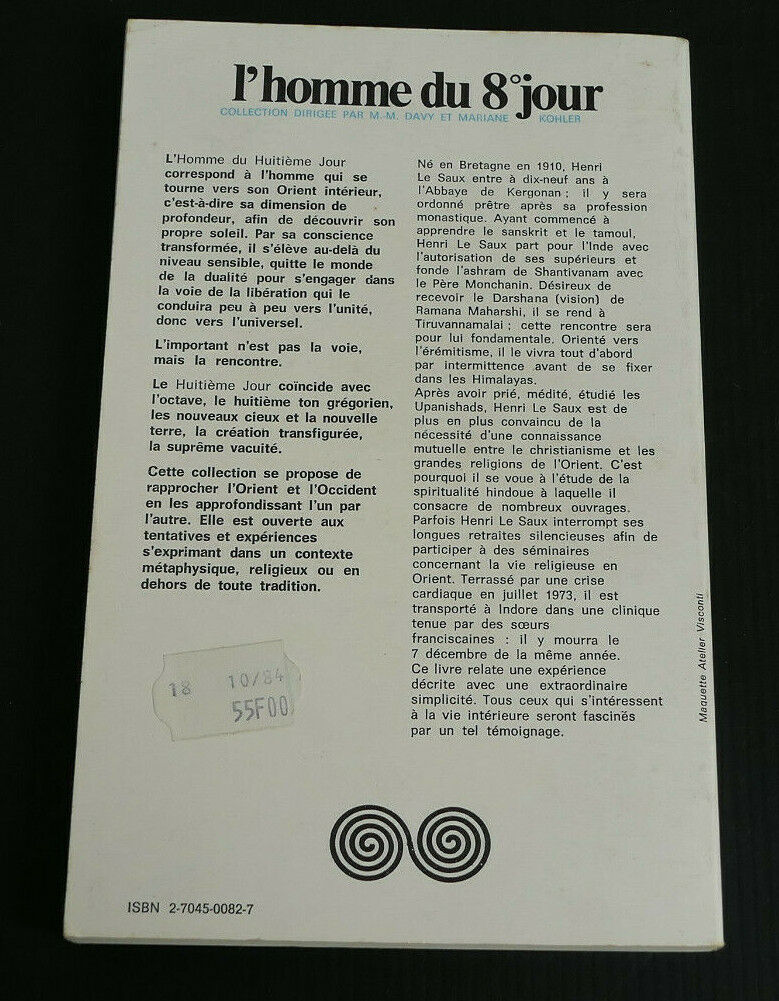 l'homme du 8° jour
COLLECTION DIRIGÉE PAR M.-M. DAVY ET MARIANE KOHLER
L'Homme du Huitième Jour
correspond à l'homme qui se
tourne vers son Orient intérieur,
c'est-à-dire sa dimension de
profondeur, afin de découvrir son
propre soleil. Par sa conscience
transformée, il s'élève au-delà du
niveau sensible, quitte le monde
de la dualité pour s'engager dans
la voie de la libération qui le
conduira peu à peu vers l'unité,
donc vers l'universel.
L'important n'est pas la voie,
mais la rencontre.
Le Huitième Jour coïncide avec
l'octave, le huitième ton grégorien,
les nouveaux cieux et la nouvelle
terre, la création transfigurée,
la suprême vacuité.
Cette collection se propose de
rapprocher l'Orient et l'Occident
en les approfondissant l'un par
l'autre. Elle est ouverte aux
tentatives et expériences
s'exprimant dans un contexte
métaphysique, religieux ou en
dehors de toute tradition.
18 10/84
55F00
Né en Bretagne en 1910, Henri
Le Saux entre à dix-neuf ans à
l'Abbaye de Kergonan ; il y sera
ordonné prêtre après sa profession
monastique. Ayant commencé à
apprendre le sanskrit et le tamoul,
Henri Le Saux part pour l'Inde avec
l'autorisation de ses supérieurs et
fonde l'ashram de Shantivanam avec
le Père Monchanin. Désireux de
recevoir le Darshana (vision) de
Ramana Maharshi, il se rend à
Tiruvannamalai ; cette rencontre sera
pour lui fondamentale. Orienté vers
l'érémitisme, il le vivra tout d'abord
par intermittence avant de se fixer
dans les Himalayas.
Après avoir prié, médité, étudié les
Upanishads, Henri Le Saux est de
plus en plus convaincu de la
nécessité d'une connaissance
mutuelle entre le christianisme et les
grandes religions de l'Orient. C'est
pourquoi il se voue à l'étude de la
spiritualité hindoue à laquelle il
consacre de nombreux ouvrages.
Parfois Henri Le Saux interrompt ses
longues retraites silencieuses afin de
participer à des séminaires
concernant la vie religieuse en
Orient. Terrassé par une crise
cardiaque en juillet 1973, il est
transporté à Indore dans une clinique
tenue par des sœurs
franciscaines : il y mourra le
7 décembre de la même année.
Ce livre relate une expérience
décrite avec une extraordinaire
simplicité. Tous ceux qui s'intéressent
à la vie intérieure seront fascinés
par un tel témoignage.
Maquette Atelier Visconti
ISBN 2-7045-0082-7